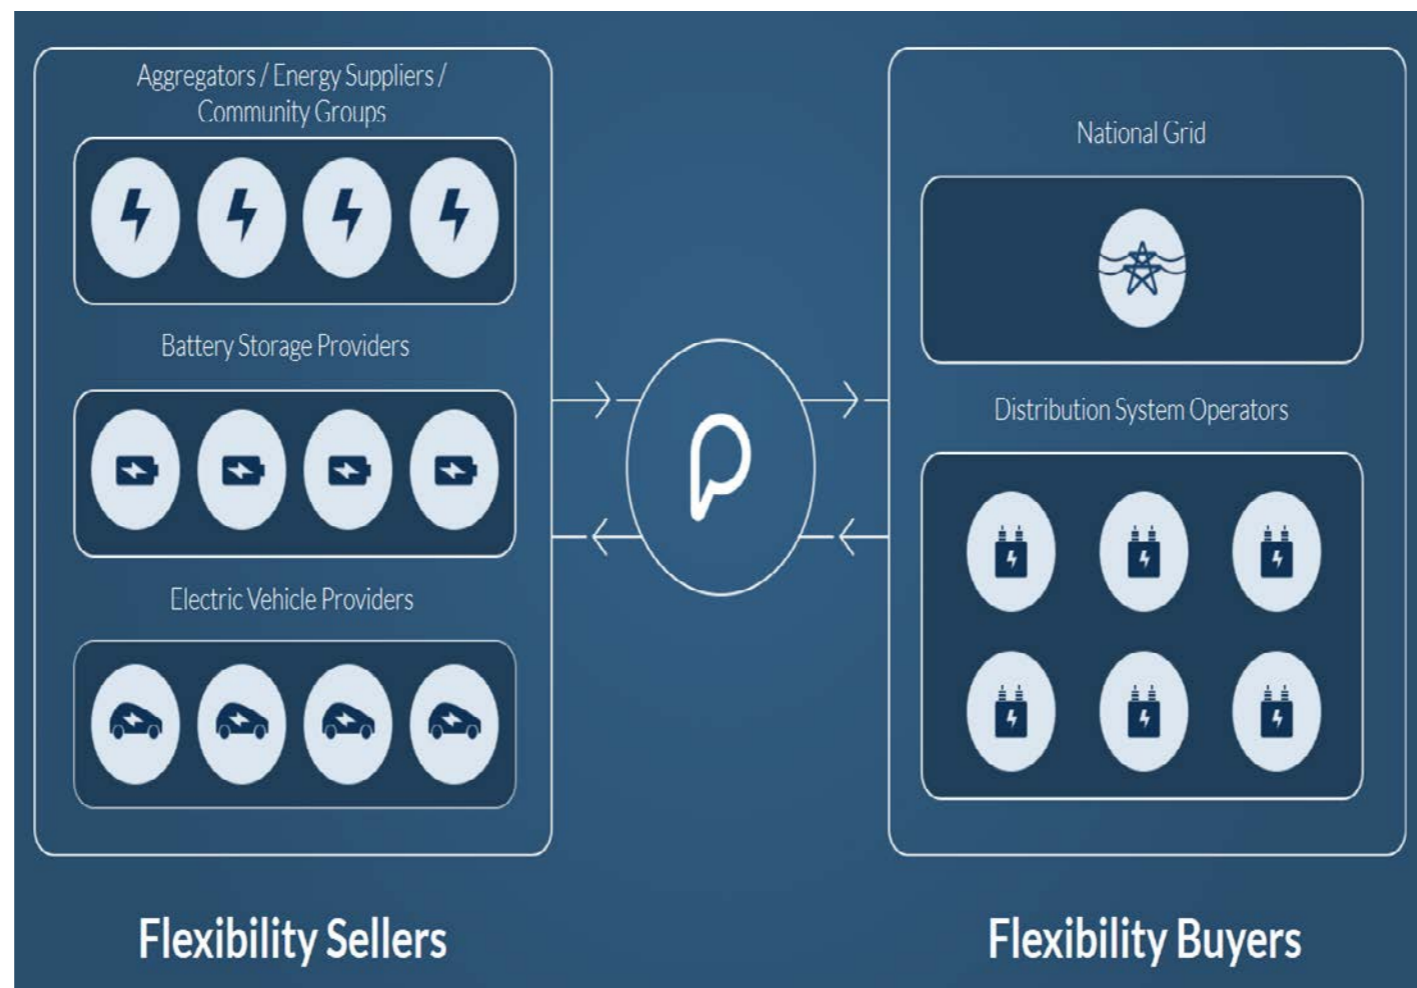 Aggregators / Energy Suppliers /
Community Groups
Battery Storage Providers
Electric Vehicle Providers
Flexibility Sellers
National Grid
Distribution System Operators
Flexibility Buyers